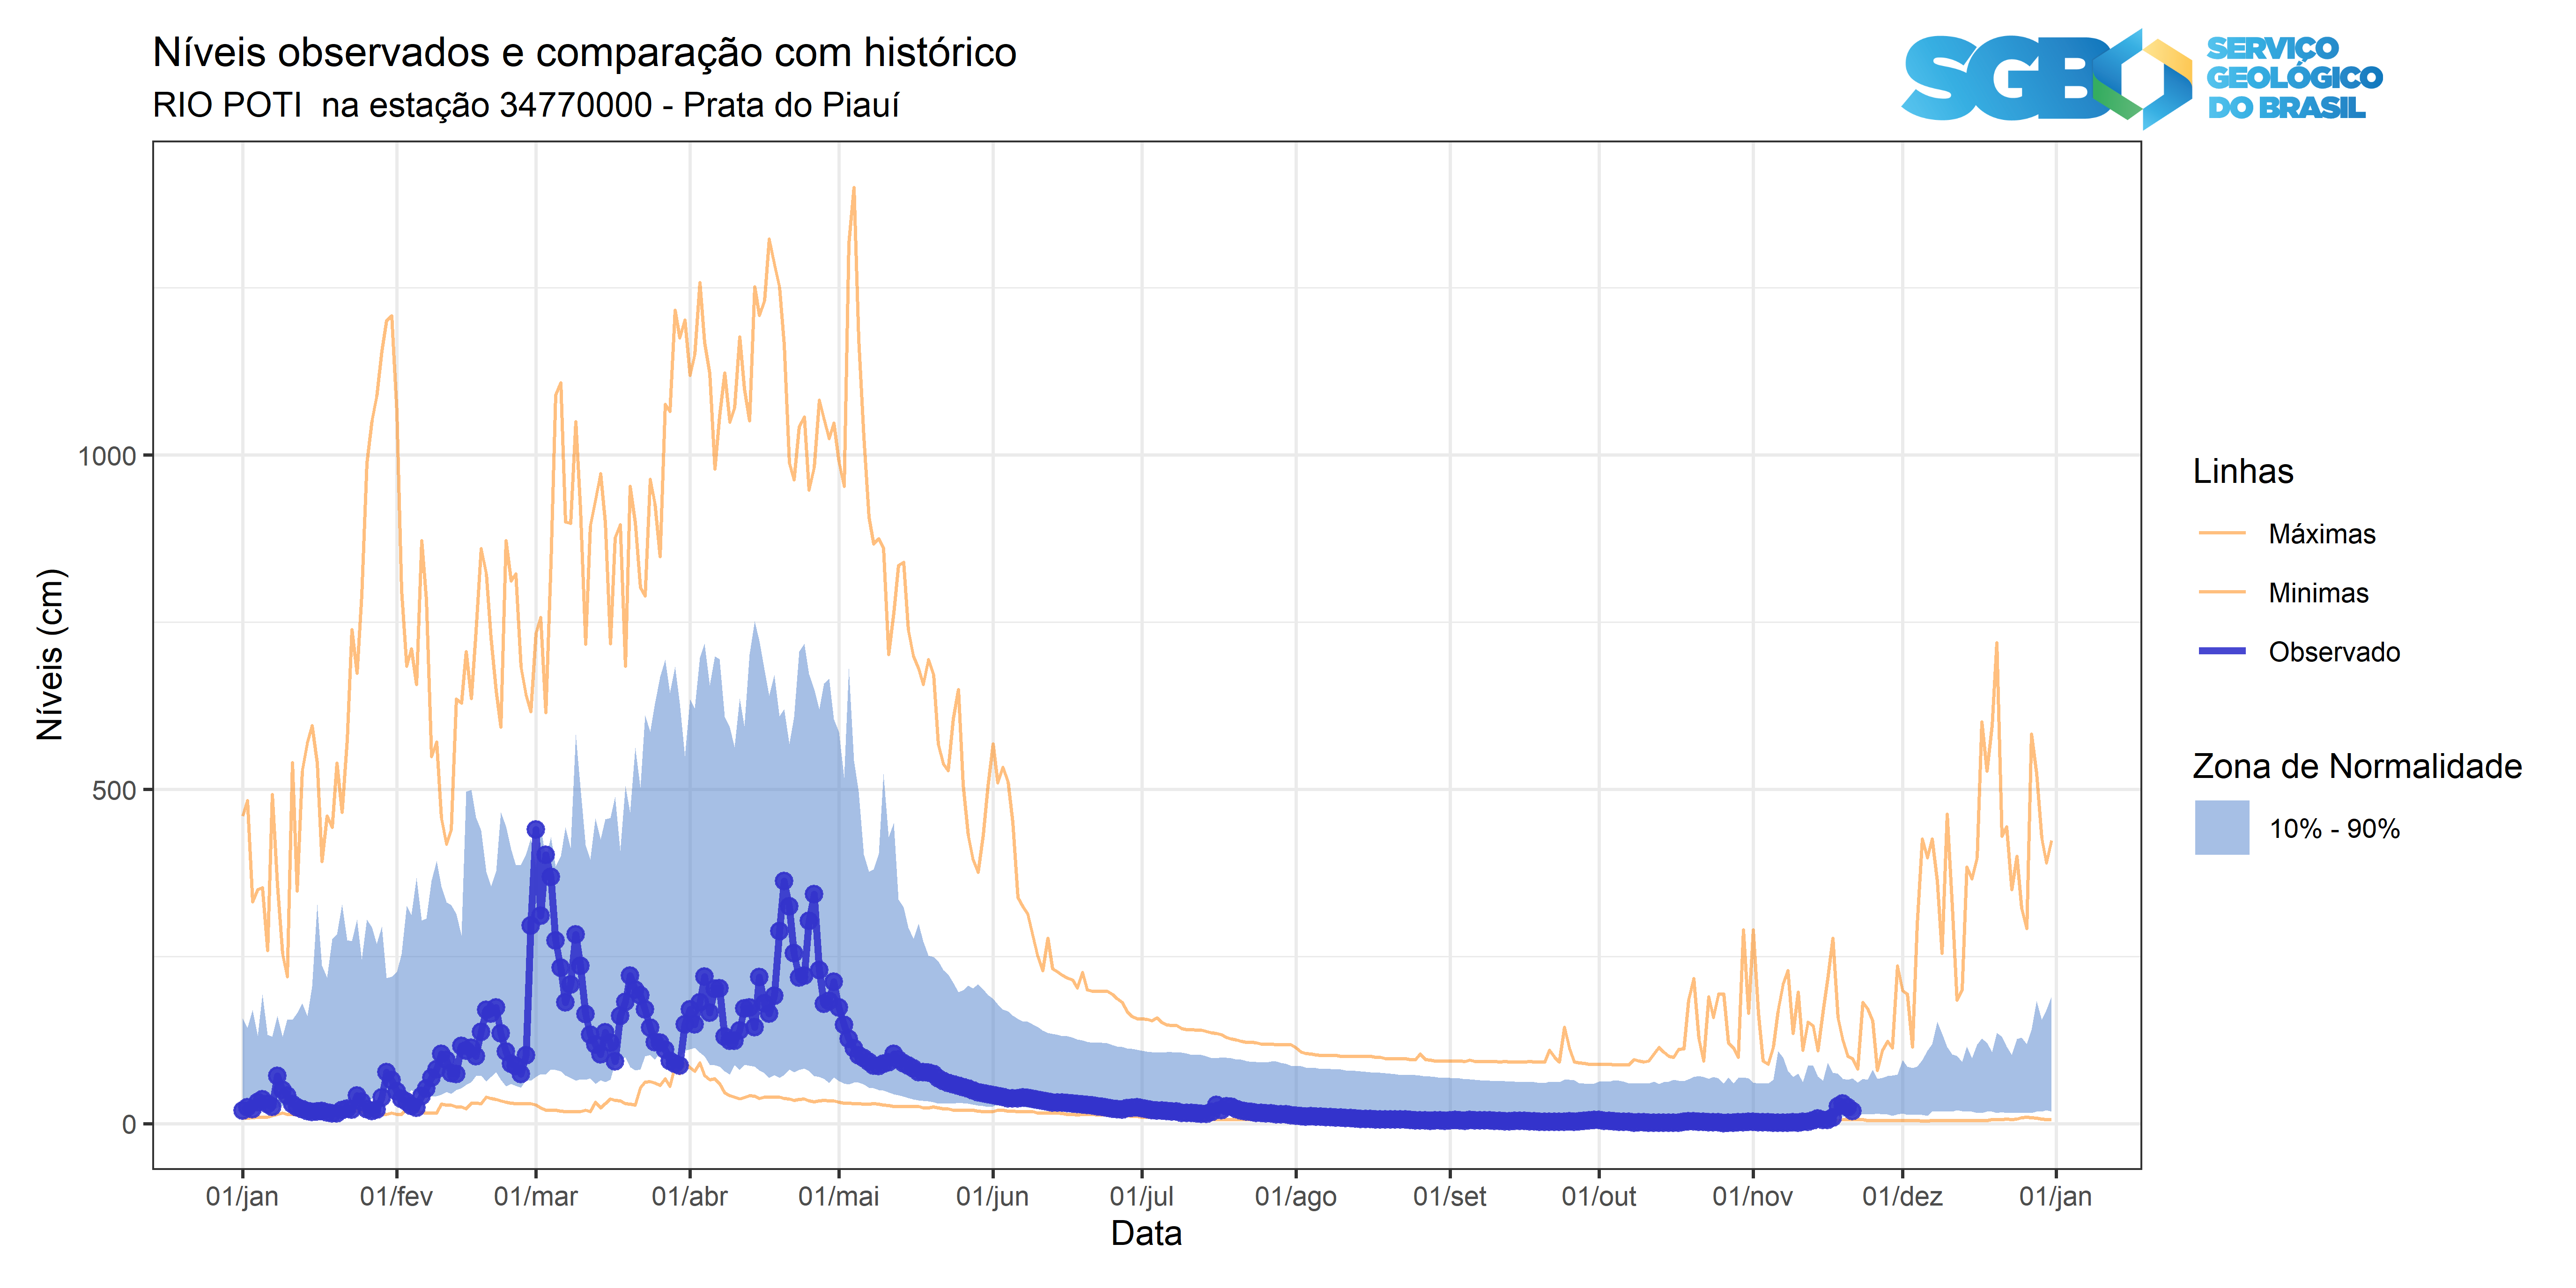 Níveis observados e comparação com histórico
RIO POTI  na estação 34770000 - Prata do Piauí
SGB
SERVIÇO
GEOLÓGICO
DO BRASIL
Níveis (cm)
1000
500
0
01/jan
01/fev
01/mar
01/abr
01/mai
01/jun
01/jul
01/ago
01/set
01/out
01/nov
01/dez
01/jan
Data
Linhas
Máximas
Minimas
Observado
Zona de Normalidade
10% - 90%